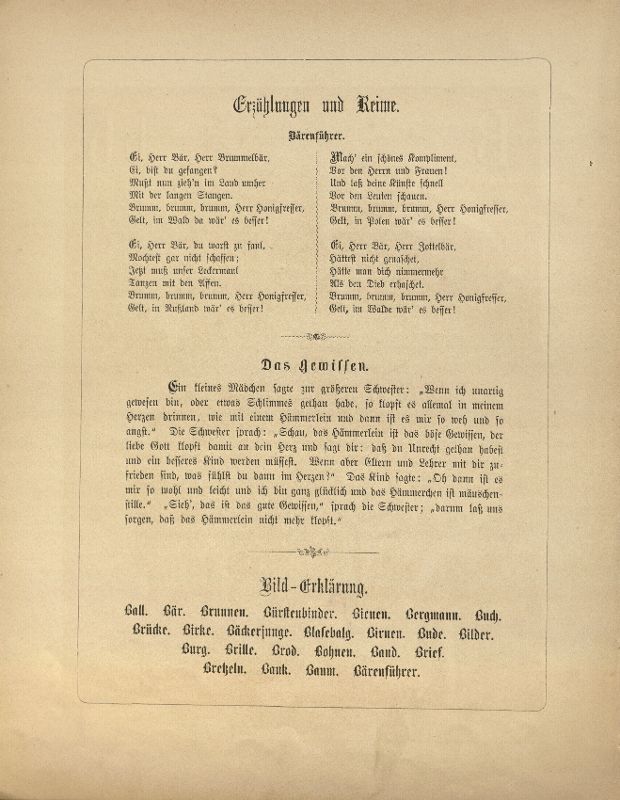 Erzählungen und Reime.
Bärenführer.
Ei, Herr Bär, Herr Brummelbär,
Ei, bist du gefangen?
Mußt nun zieh'n im Land umher
Mit der langen Stangen.
Brumm, brumm, brumm, Herr Honigfresser,
Gelt, im Wald da wär' es besser!
Ei, Herr Bär, du warst zu faul,
Mochtest gar nicht schaffen;
Jetzt muß unser Leckermaul
Tanzen mit den Affen.
Brumm, brumm, brumm, Herr Honigfresser,
Gelt, in Rußland wär' es besser!
Mach' ein schönes Kompliment,
Vor den Herrn und Frauen!
Und laß deine Künste schnell
Vor den Leuten schauen.
Brumm, brumm, brumm, Herr Honigfresser,
Gelt, in Polen wär' es besser!
Ei, Herr Bär, Herr Zottelbär,
Hättest nicht genaschet,
Hätte man dich nimmermehr
Als den Dieb erhaschet.
Brumm, brumm, brumm, Herr Honigfresser,
Gelt, im Walde wär' es besser!
Das Gewissen.
Ein kleines Mädchen sagte zur größeren Schwester: „Wenn ich unartig
gewesen bin, oder etwas Schlimmes gethan habe, so klopft es allemal in meinem
Herzen drinnen, wie mit einem Hämmerlein und dann ist es mir so weh und so
angst.“ Die Schwester sprach: „Schau, das Hämmerlein ist das böse Gewissen, der
liebe Gott klopft damit an dein Herz und sagt dir: daß du Unrecht gethan habest
und ein besseres Kind werden müssest. Wenn aber Eltern und Lehrer mit dir zu-
frieden sind, was fühlst du dann im Herzen?“ Das Kind sagte: „Oh dann ist es
mir so wohl und leicht und ich bin ganz glücklich und das Hämmerchen ist mäuschen-
stille.“ „Sieh', das ist das gute Gewissen,“ sprach die Schwester; „darum laß uns
sorgen, daß das Hämmerlein nicht mehr klopft.“
Bild-Erklärung.
Ball. Bär. Brunnen. Bürstenbinder. Bienen. Bergmann. Buch.
Brücke. Birke. Bäckerjunge. Blasebalg. Birnen. Bude. Bilder.
Burg. Brille. Brod. Bohnen. Band. Brief.
Bretzeln. Bank. Baum. Bärenführer.